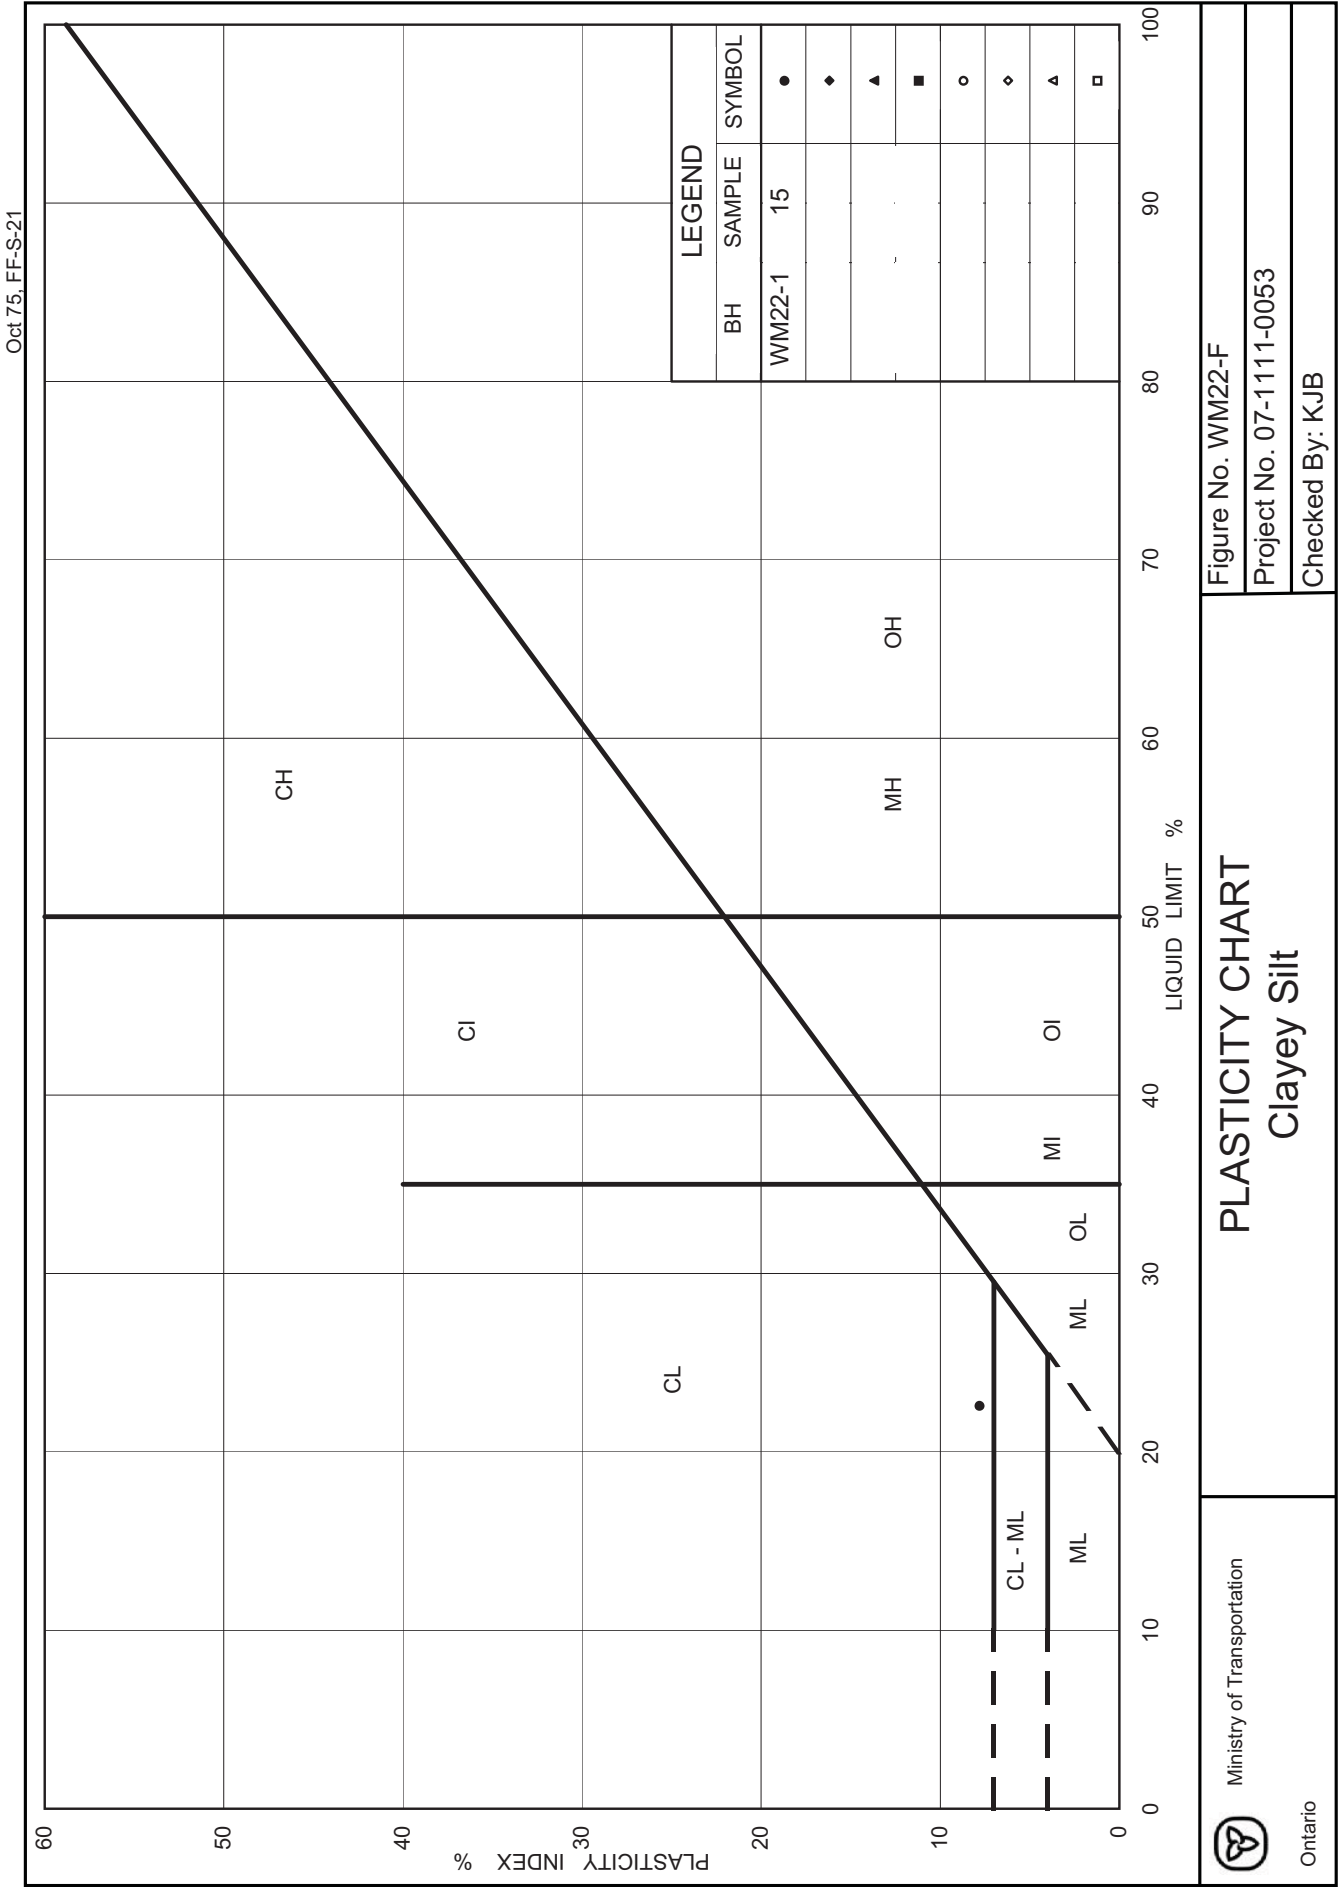 Oct 75, FF-S-21
LEGEND
BH SAMPLE SYMBOL
WM22-1 15
60
50
40
30
20
10
0
PLASTICITY INDEX %
CH
CI
CL
CL - ML
ML
ML
OL
MI
OI
MH
OH
0 10 20 30 40 50 60 70 80 90 100
LIQUID LIMIT %
Ministry of Transportation
Ontario
PLASTICITY CHART
Clayey Silt
Figure No. WM22-F
Project No. 07-1111-0053
Checked By: KJB